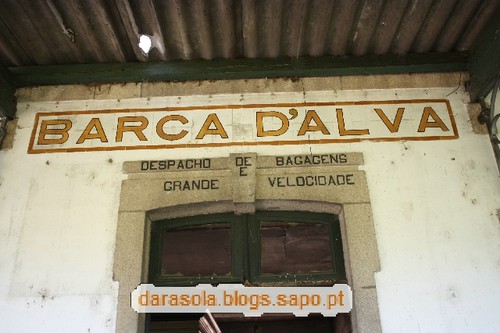 BARCA D'ALVA
DESPACHO DE BAGAGENS
E
GRANDE VELOCIDADE
darasola.blogs.sapo.pt